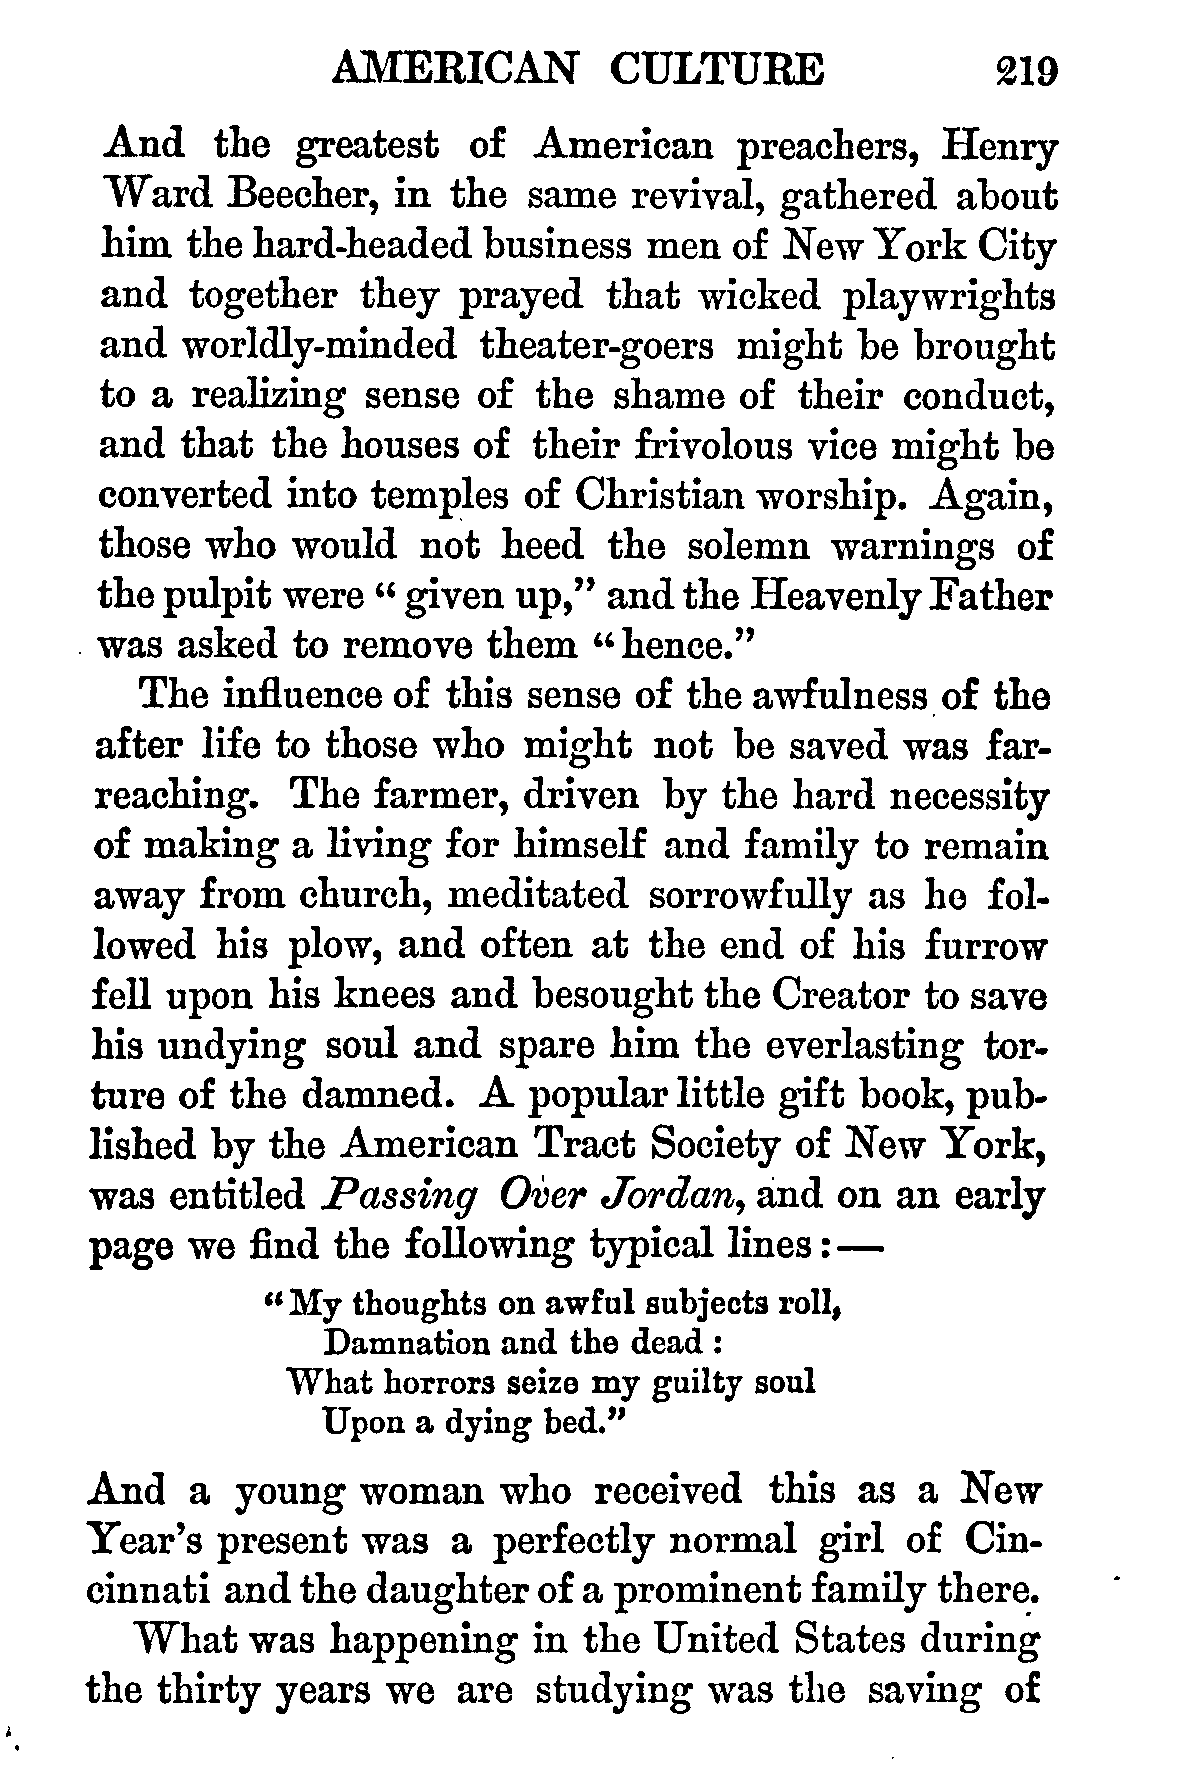 AMERICAN CULTURE 219
And the greatest of American preachers, Henry
Ward Beecher, in the same revival, gathered about
him the hard-headed business men of New York City
and together they prayed that wicked playwrights
and worldly-minded theater-goers might be brought
to a realizing sense of the shame of their conduct,
and that the houses of their frivolous vice might be
converted into temples of Christian worship. Again,
those who would not heed the solemn warnings of
the pulpit were “given up,” and the Heavenly Father
was asked to remove them “hence.”
The influence of this sense of the awfulness of the
after life to those who might not be saved was far-
reaching. The farmer, driven by the hard necessity
of making a living for himself and family to remain
away from church, meditated sorrowfully as he fol-
lowed his plow, and often at the end of his furrow
fell upon his knees and besought the Creator to save
his undying soul and spare him the everlasting tor-
ture of the damned. A popular little gift book, pub-
lished by the American Tract Society of New York,
was entitled Passing Over Jordan, and on an early
page we find the following typical lines:—
“My thoughts on awful subjects roll,
Damnation and the dead:
What horrors seize my guilty soul
Upon a dying bed.”
And a young woman who received this as a New
Year’s present was a perfectly normal girl of Cin-
cinnati and the daughter of a prominent family there.
What was happening in the United States during
the thirty years we are studying was the saving of